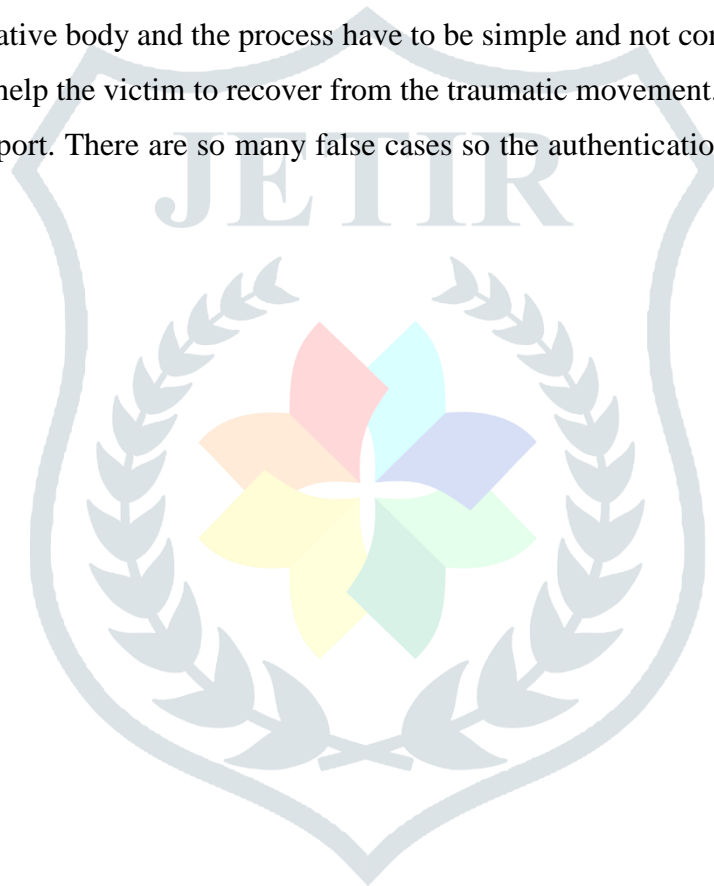 ative body and the process have to be simple and not con
help the victim to recover from the traumatic movement.
port. There are so many false cases so the authenticatio
JETIR